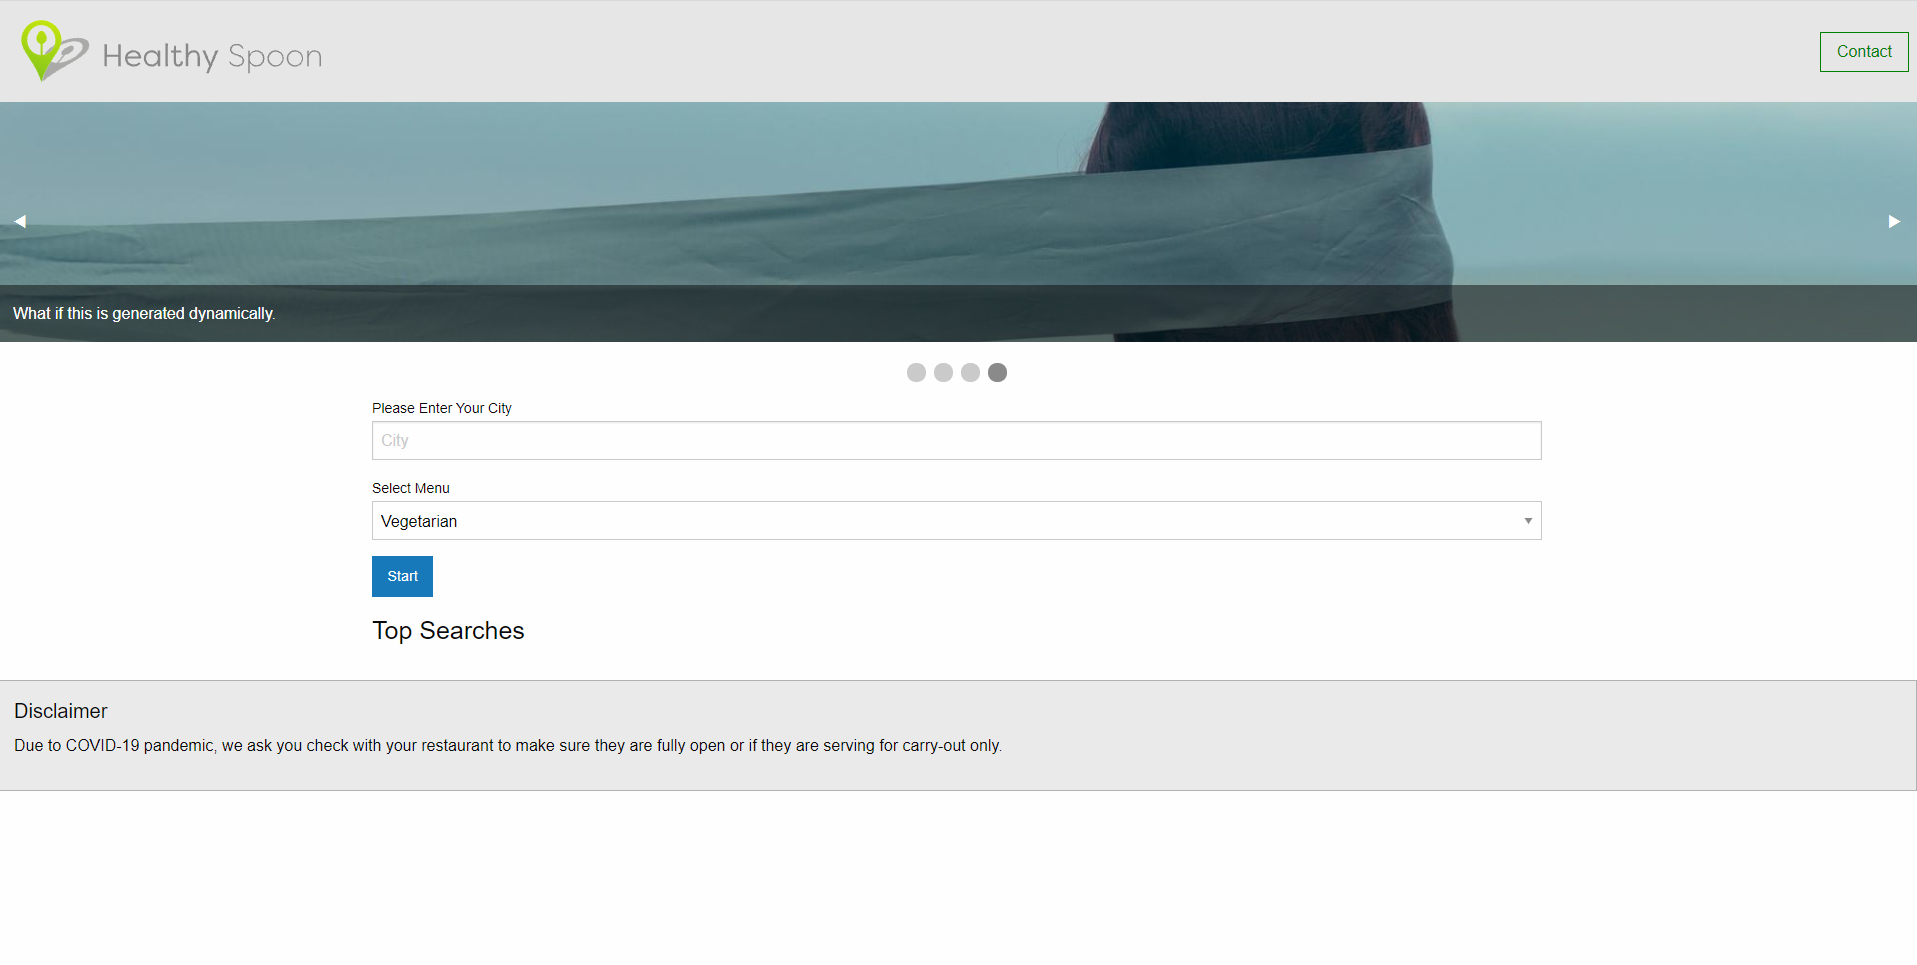 Healthy Spoon
Contact
What if this is generated dynamically.
Please Enter Your City
City
Select Menu
Vegetarian
Start
Top Searches
Disclaimer
Due to COVID-19 pandemic, we ask you check with your restaurant to make sure they are fully open or if they are serving for carry-out only.